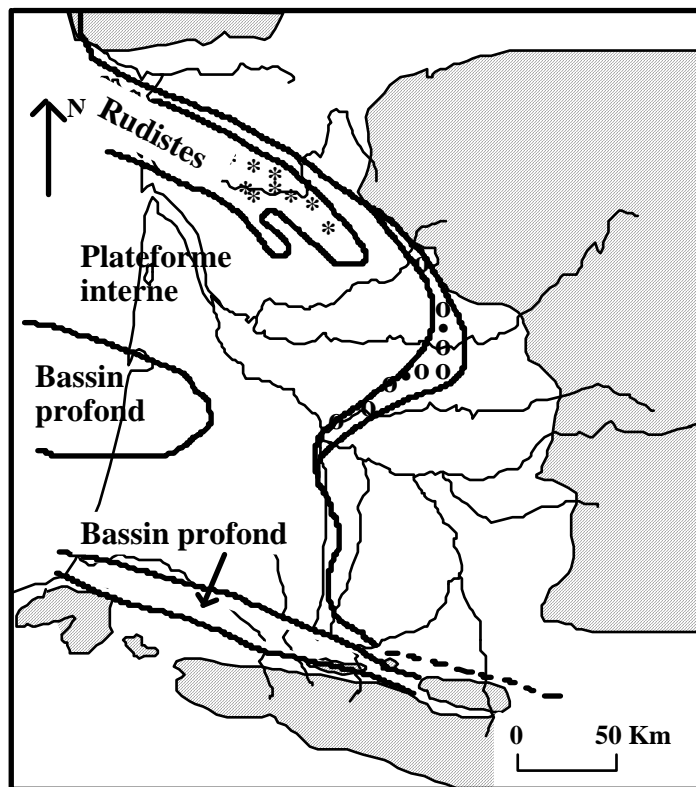 N
Rudistes
Plateforme
interne
Bassin
profond
Bassin profond
0 50 Km